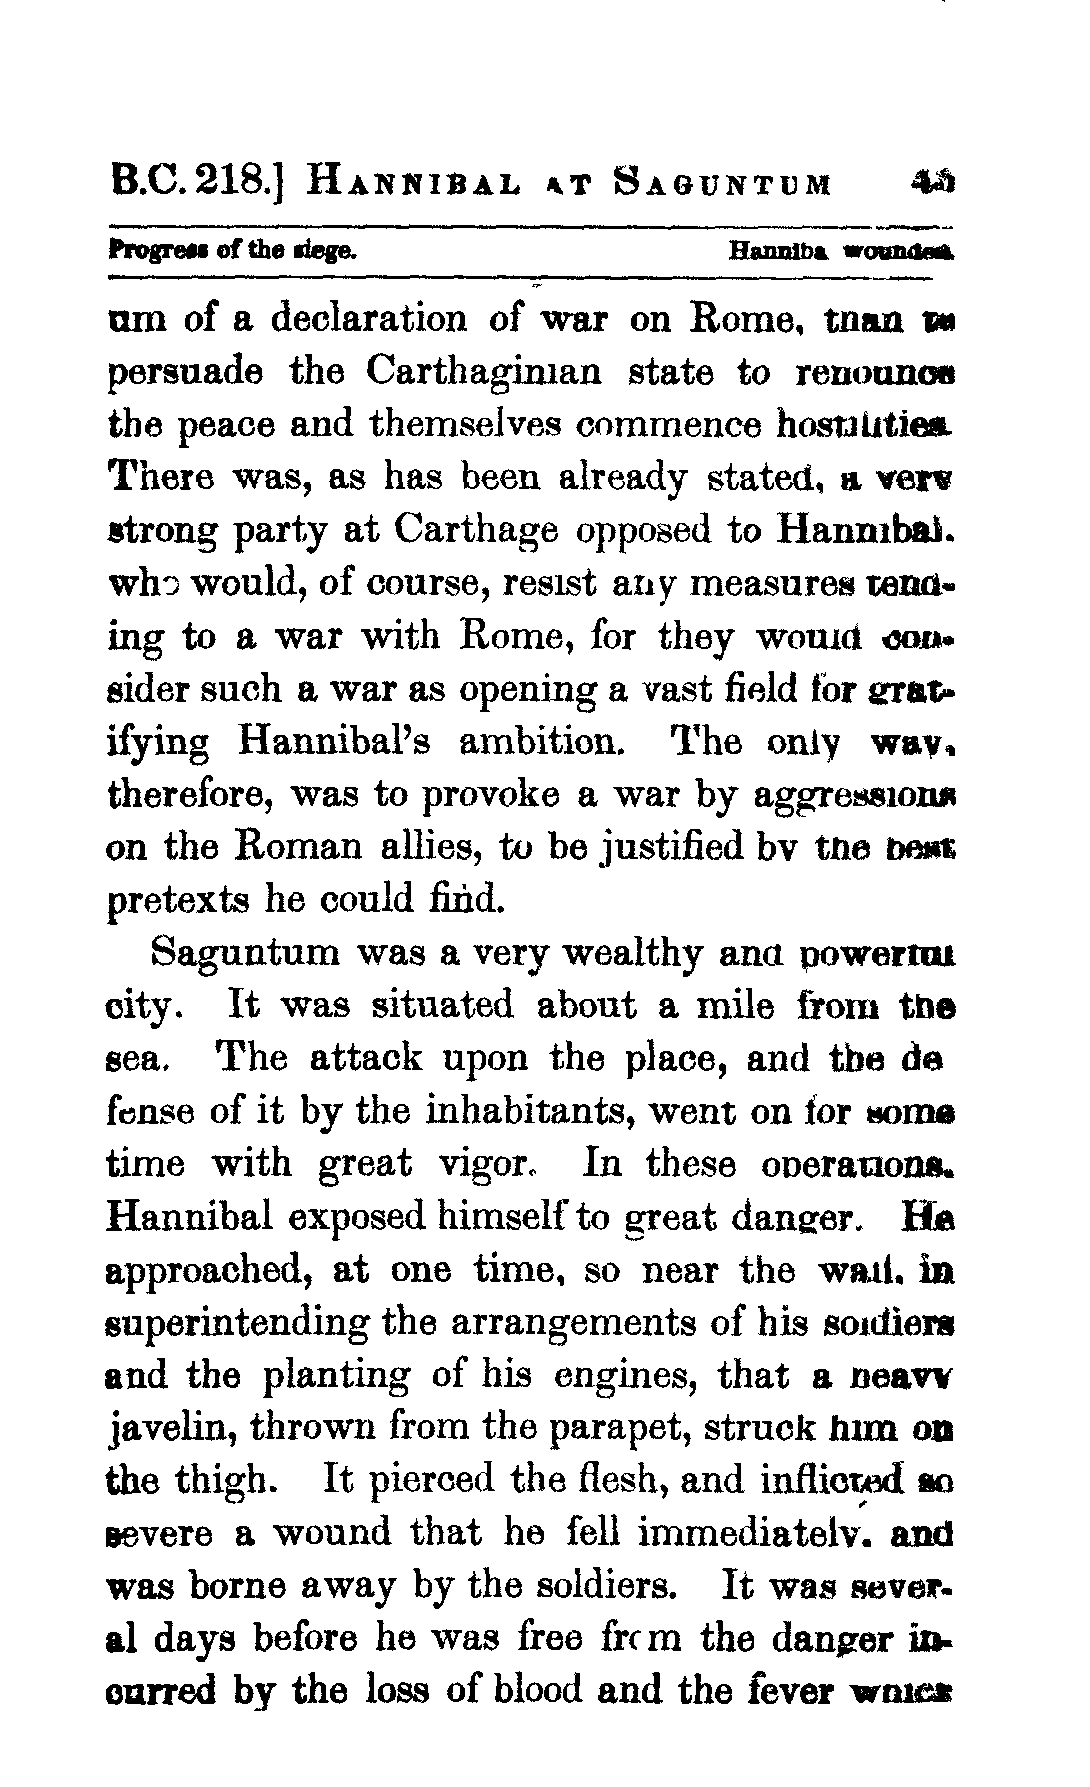 B.C. 218.] HANNIBAL AT SAGUNTUM 45
Progress of the siege. Hannibal wounded.
um of a declaration of war on Rome, than to
persuade the Carthaginian state to renounce
the peace and themselves commence hostilities.
There was, as has been already stated, a very
strong party at Carthage opposed to Hannibal,
who would, of course, resist any measures tend-
ing to a war with Rome, for they would con-
sider such a war as opening a vast field for grat-
ifying Hannibal's ambition. The only way,
therefore, was to provoke a war by aggressions
on the Roman allies, to be justified by the best
pretexts he could find.
Saguntum was a very wealthy and powerful
city. It was situated about a mile from the
sea. The attack upon the place, and the de
fense of it by the inhabitants, went on for some
time with great vigor. In these operations,
Hannibal exposed himself to great danger. He
approached, at one time, so near the wall, in
superintending the arrangements of his soldiers
and the planting of his engines, that a heavy
javelin, thrown from the parapet, struck him on
the thigh. It pierced the flesh, and inflicted so
severe a wound that he fell immediately, and
was borne away by the soldiers. It was sever-
al days before he was free from the danger in-
curred by the loss of blood and the fever which